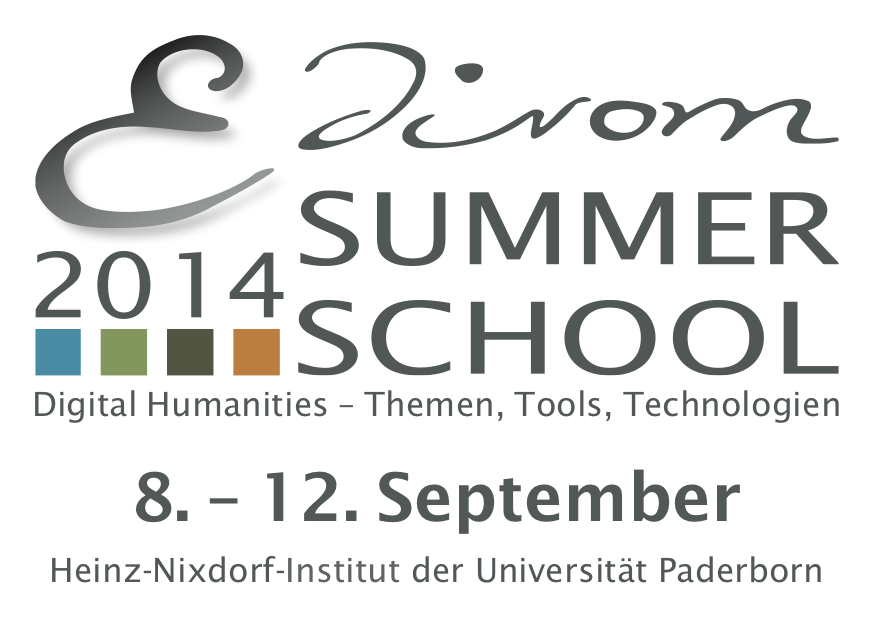 Edirom
SUMMER
2014
SCHOOL
Digital Humanities – Themen, Tools, Technologien
8. – 12. September
Heinz-Nixdorf-Institut der Universität Paderborn